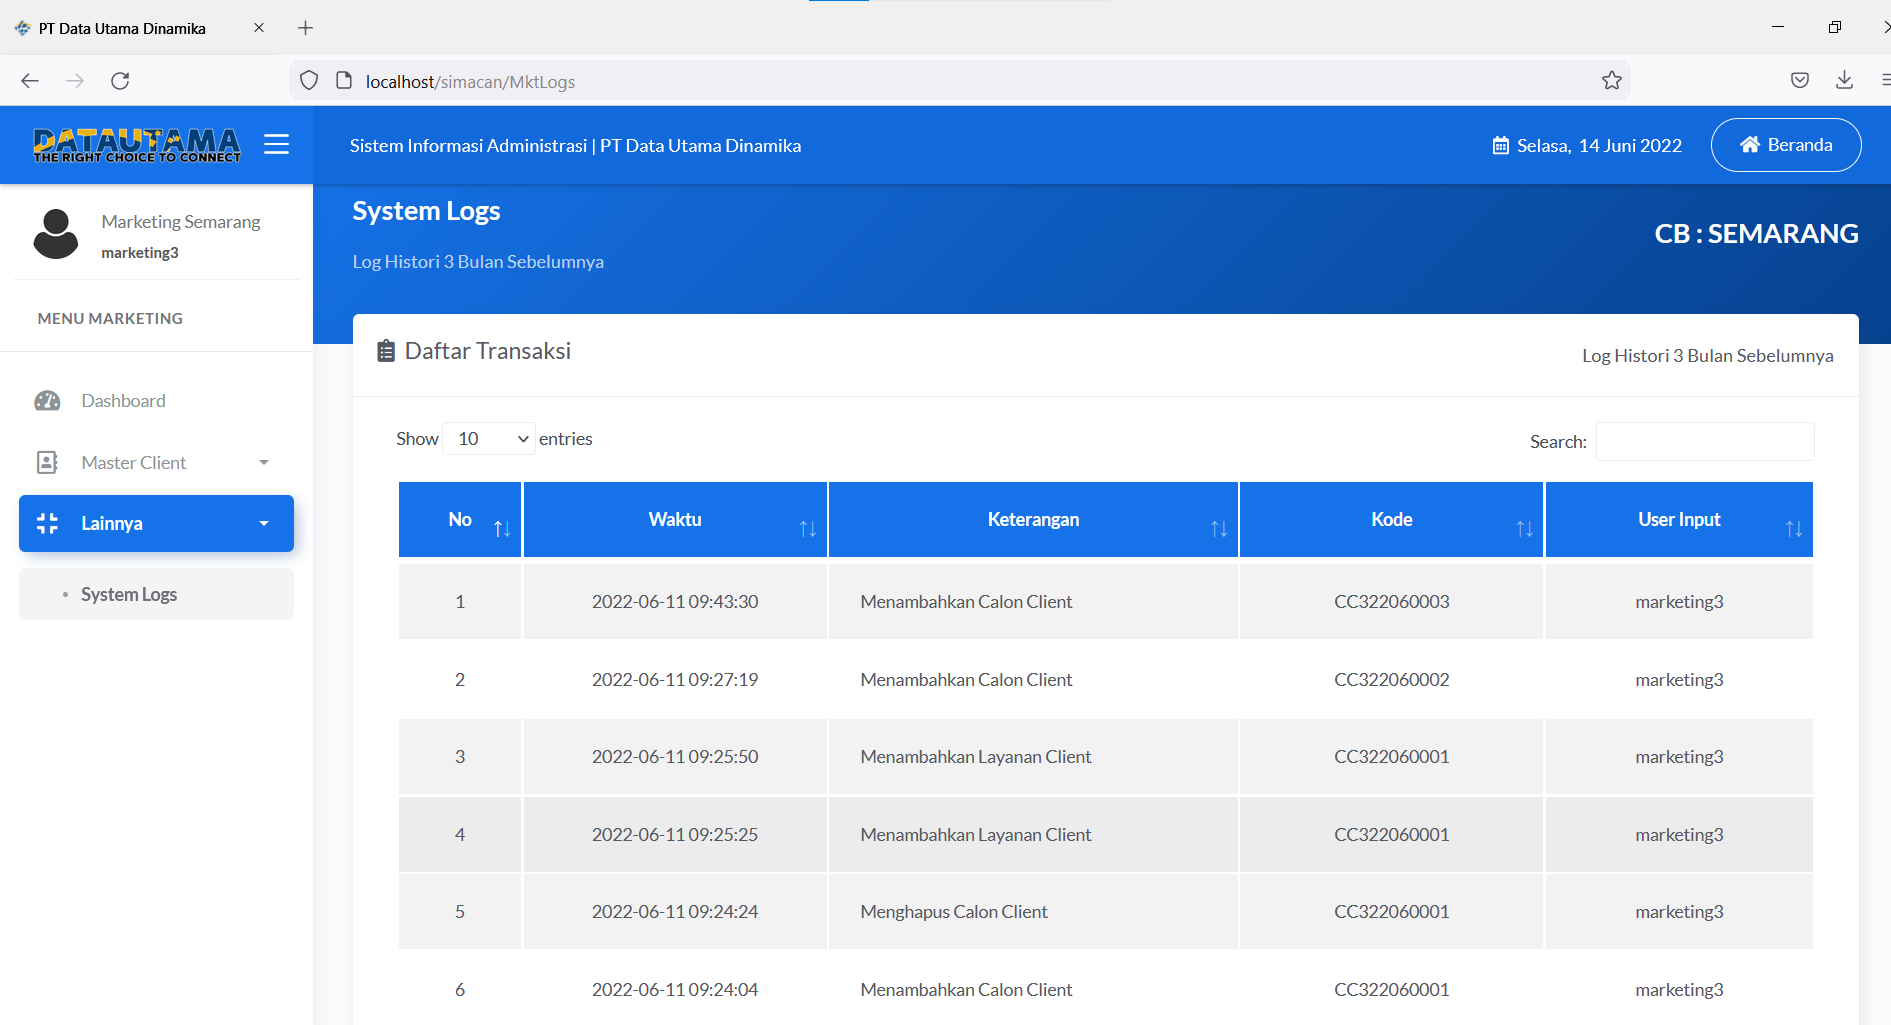 PT Data Utama Dinamika
localhost/simacan/MktLogs
DATAUTAMA
THE RIGHT CHOICE TO CONNECT
Sistem Informasi Administrasi | PT Data Utama Dinamika
Selasa, 14 Juni 2022
Beranda
Marketing Semarang
marketing3
MENU MARKETING
Dashboard
Master Client
Lainnya
System Logs
System Logs
Log Histori 3 Bulan Sebelumnya
CB : SEMARANG
Daftar Transaksi
Log Histori 3 Bulan Sebelumnya
Show 10 entries
Search:
No Waktu Keterangan Kode User Input
1 2022-06-11 09:43:30 Menambahkan Calon Client CC322060003 marketing3
2 2022-06-11 09:27:19 Menambahkan Calon Client CC322060002 marketing3
3 2022-06-11 09:25:50 Menambahkan Layanan Client CC322060001 marketing3
4 2022-06-11 09:25:25 Menambahkan Layanan Client CC322060001 marketing3
5 2022-06-11 09:24:24 Menghapus Calon Client CC322060001 marketing3
6 2022-06-11 09:24:04 Menambahkan Calon Client CC322060001 marketing3